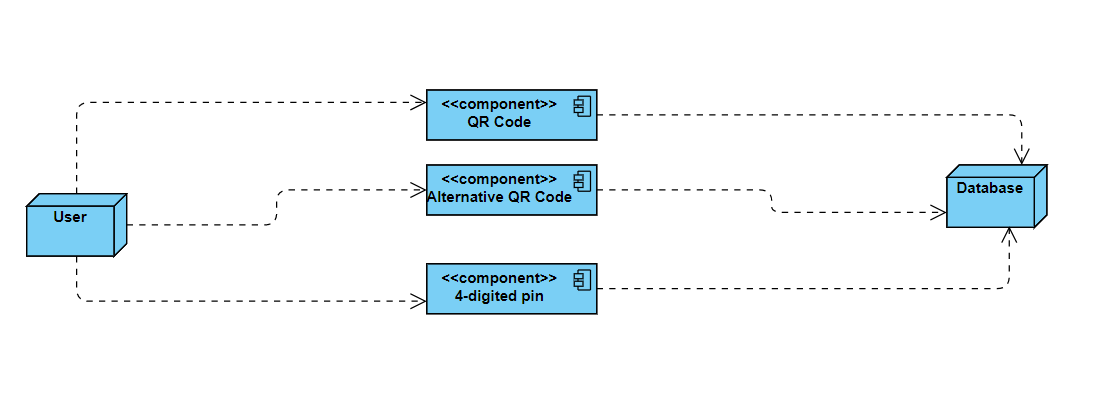 <<component>>
QR Code
<<component>>
Alternative QR Code
Database
User
<<component>>
4-digited pin